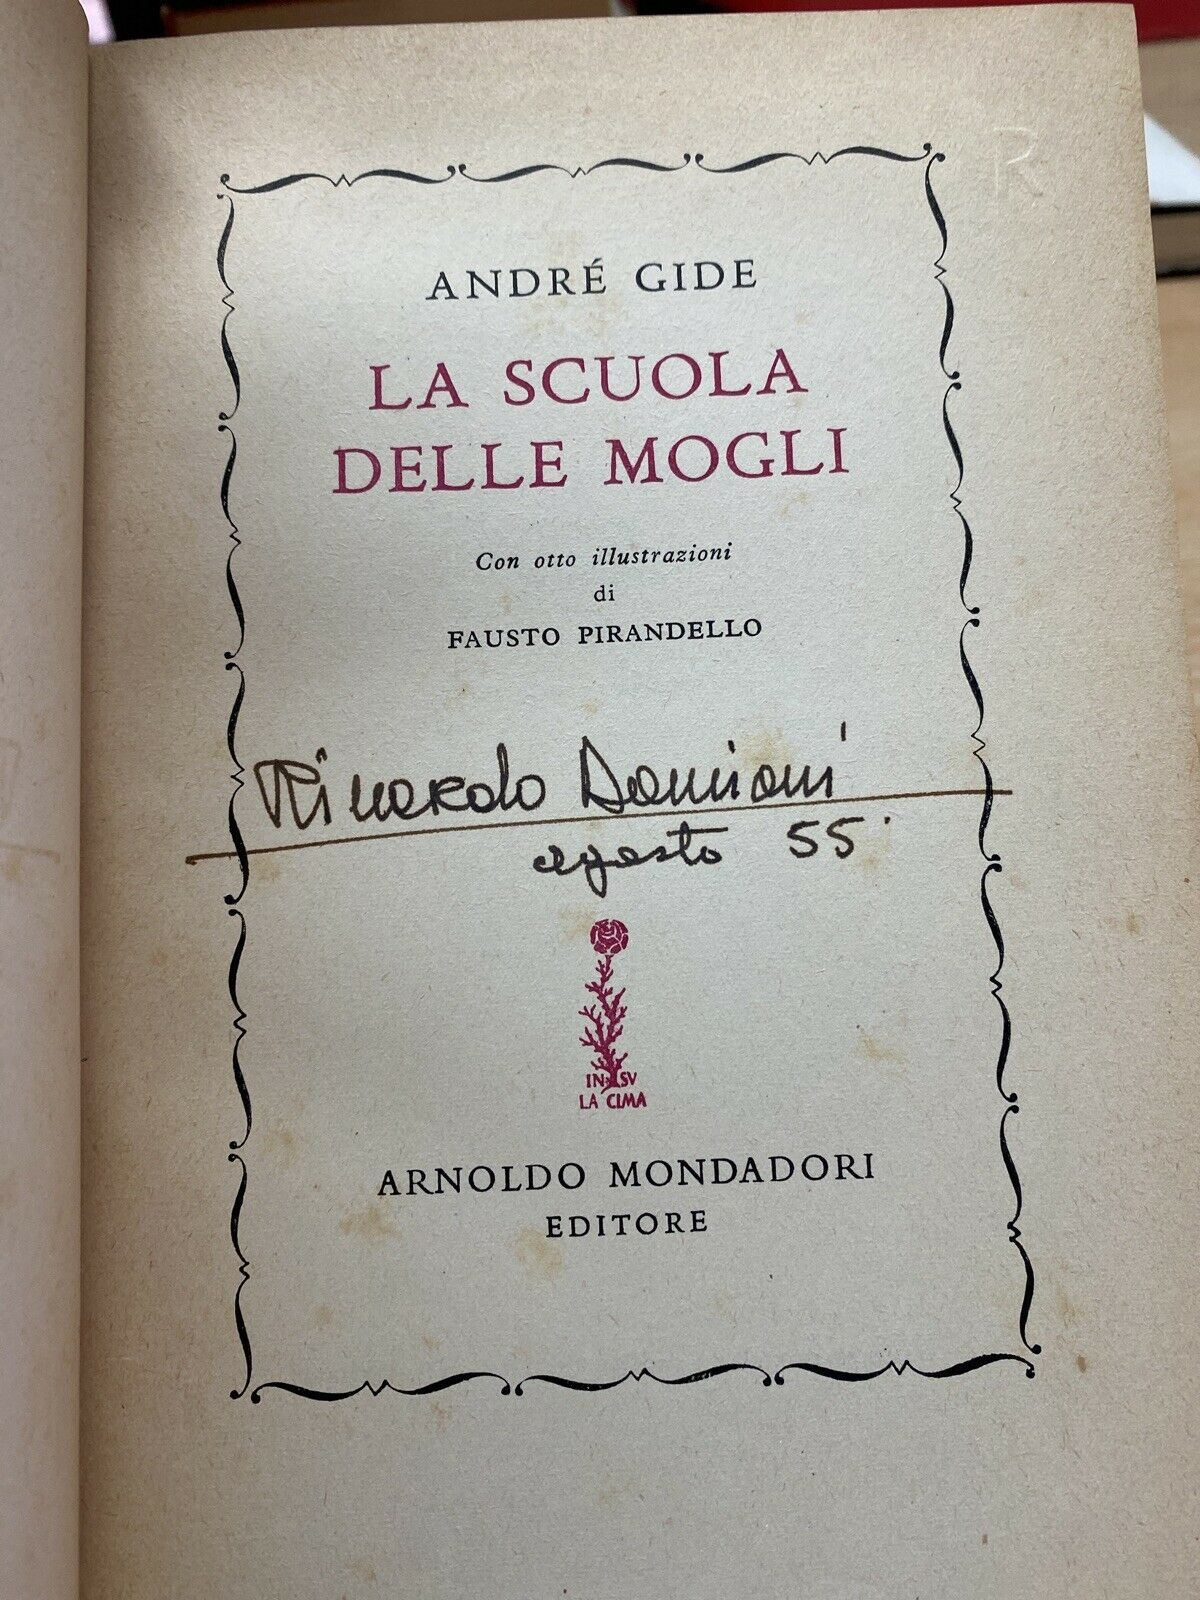 R
ANDRÉ GIDE
LA SCUOLA
DELLE MOGLI
Con otto illustrazioni
di
FAUSTO PIRANDELLO
Rinaldo Damiani
agosto 55
IN SV
LA CIMA
ARNOLDO MONDADORI
EDITORE